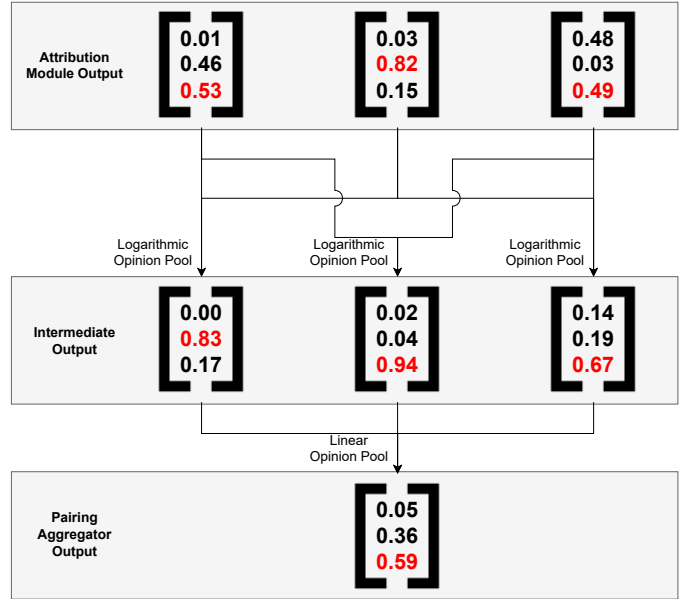 Attribution
Module Output
0.01
0.46
0.53
0.03
0.82
0.15
0.48
0.03
0.49
Logarithmic
Opinion Pool
Logarithmic
Opinion Pool
Logarithmic
Opinion Pool
Intermediate
Output
0.00
0.83
0.17
0.02
0.04
0.94
0.14
0.19
0.67
Linear
Opinion Pool
Pairing
Aggregator
Output
0.05
0.36
0.59